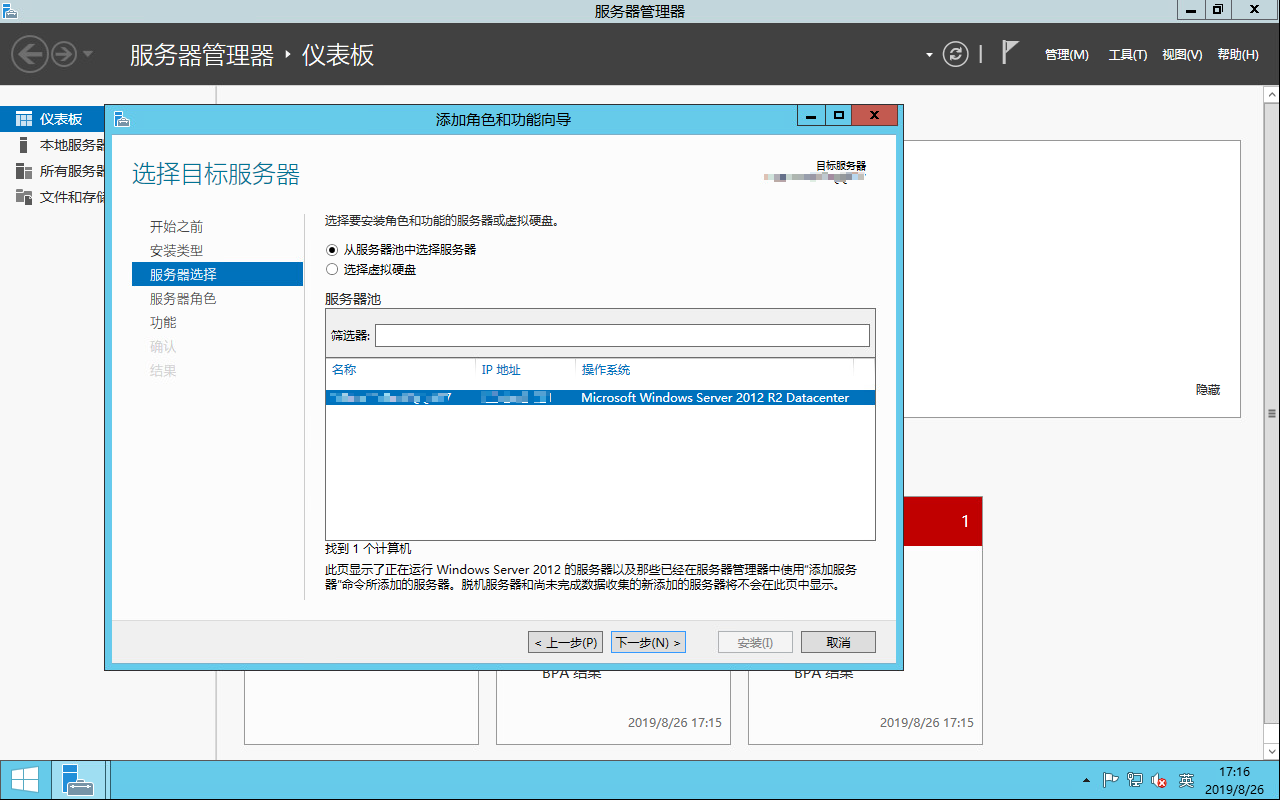 服务器管理器
服务器管理器 · 仪表板
管理(M) 工具(T) 视图(V) 帮助(H)
仪表板
本地服务器
所有服务器
文件和存储
添加角色和功能向导
选择目标服务器
目标服务器
开始之前
安装类型
服务器选择
服务器角色
功能
确认
结果
选择要安装角色和功能的服务器或虚拟硬盘。
从服务器池中选择服务器
选择虚拟硬盘
服务器池
筛选器:
名称 IP 地址 操作系统
Microsoft Windows Server 2012 R2 Datacenter
找到 1 个计算机
此页显示了正在运行 Windows Server 2012 的服务器以及那些已经在服务器管理器中使用"添加服务
器"命令所添加的服务器。脱机服务器和尚未完成数据收集的新添加的服务器将不会在此页中显示。
< 上一步(P) 下一步(N) > 安装(I) 取消
隐藏
1
BPA 结果 BPA 结果
2019/8/26 17:15 2019/8/26 17:15
英
17:16
2019/8/26